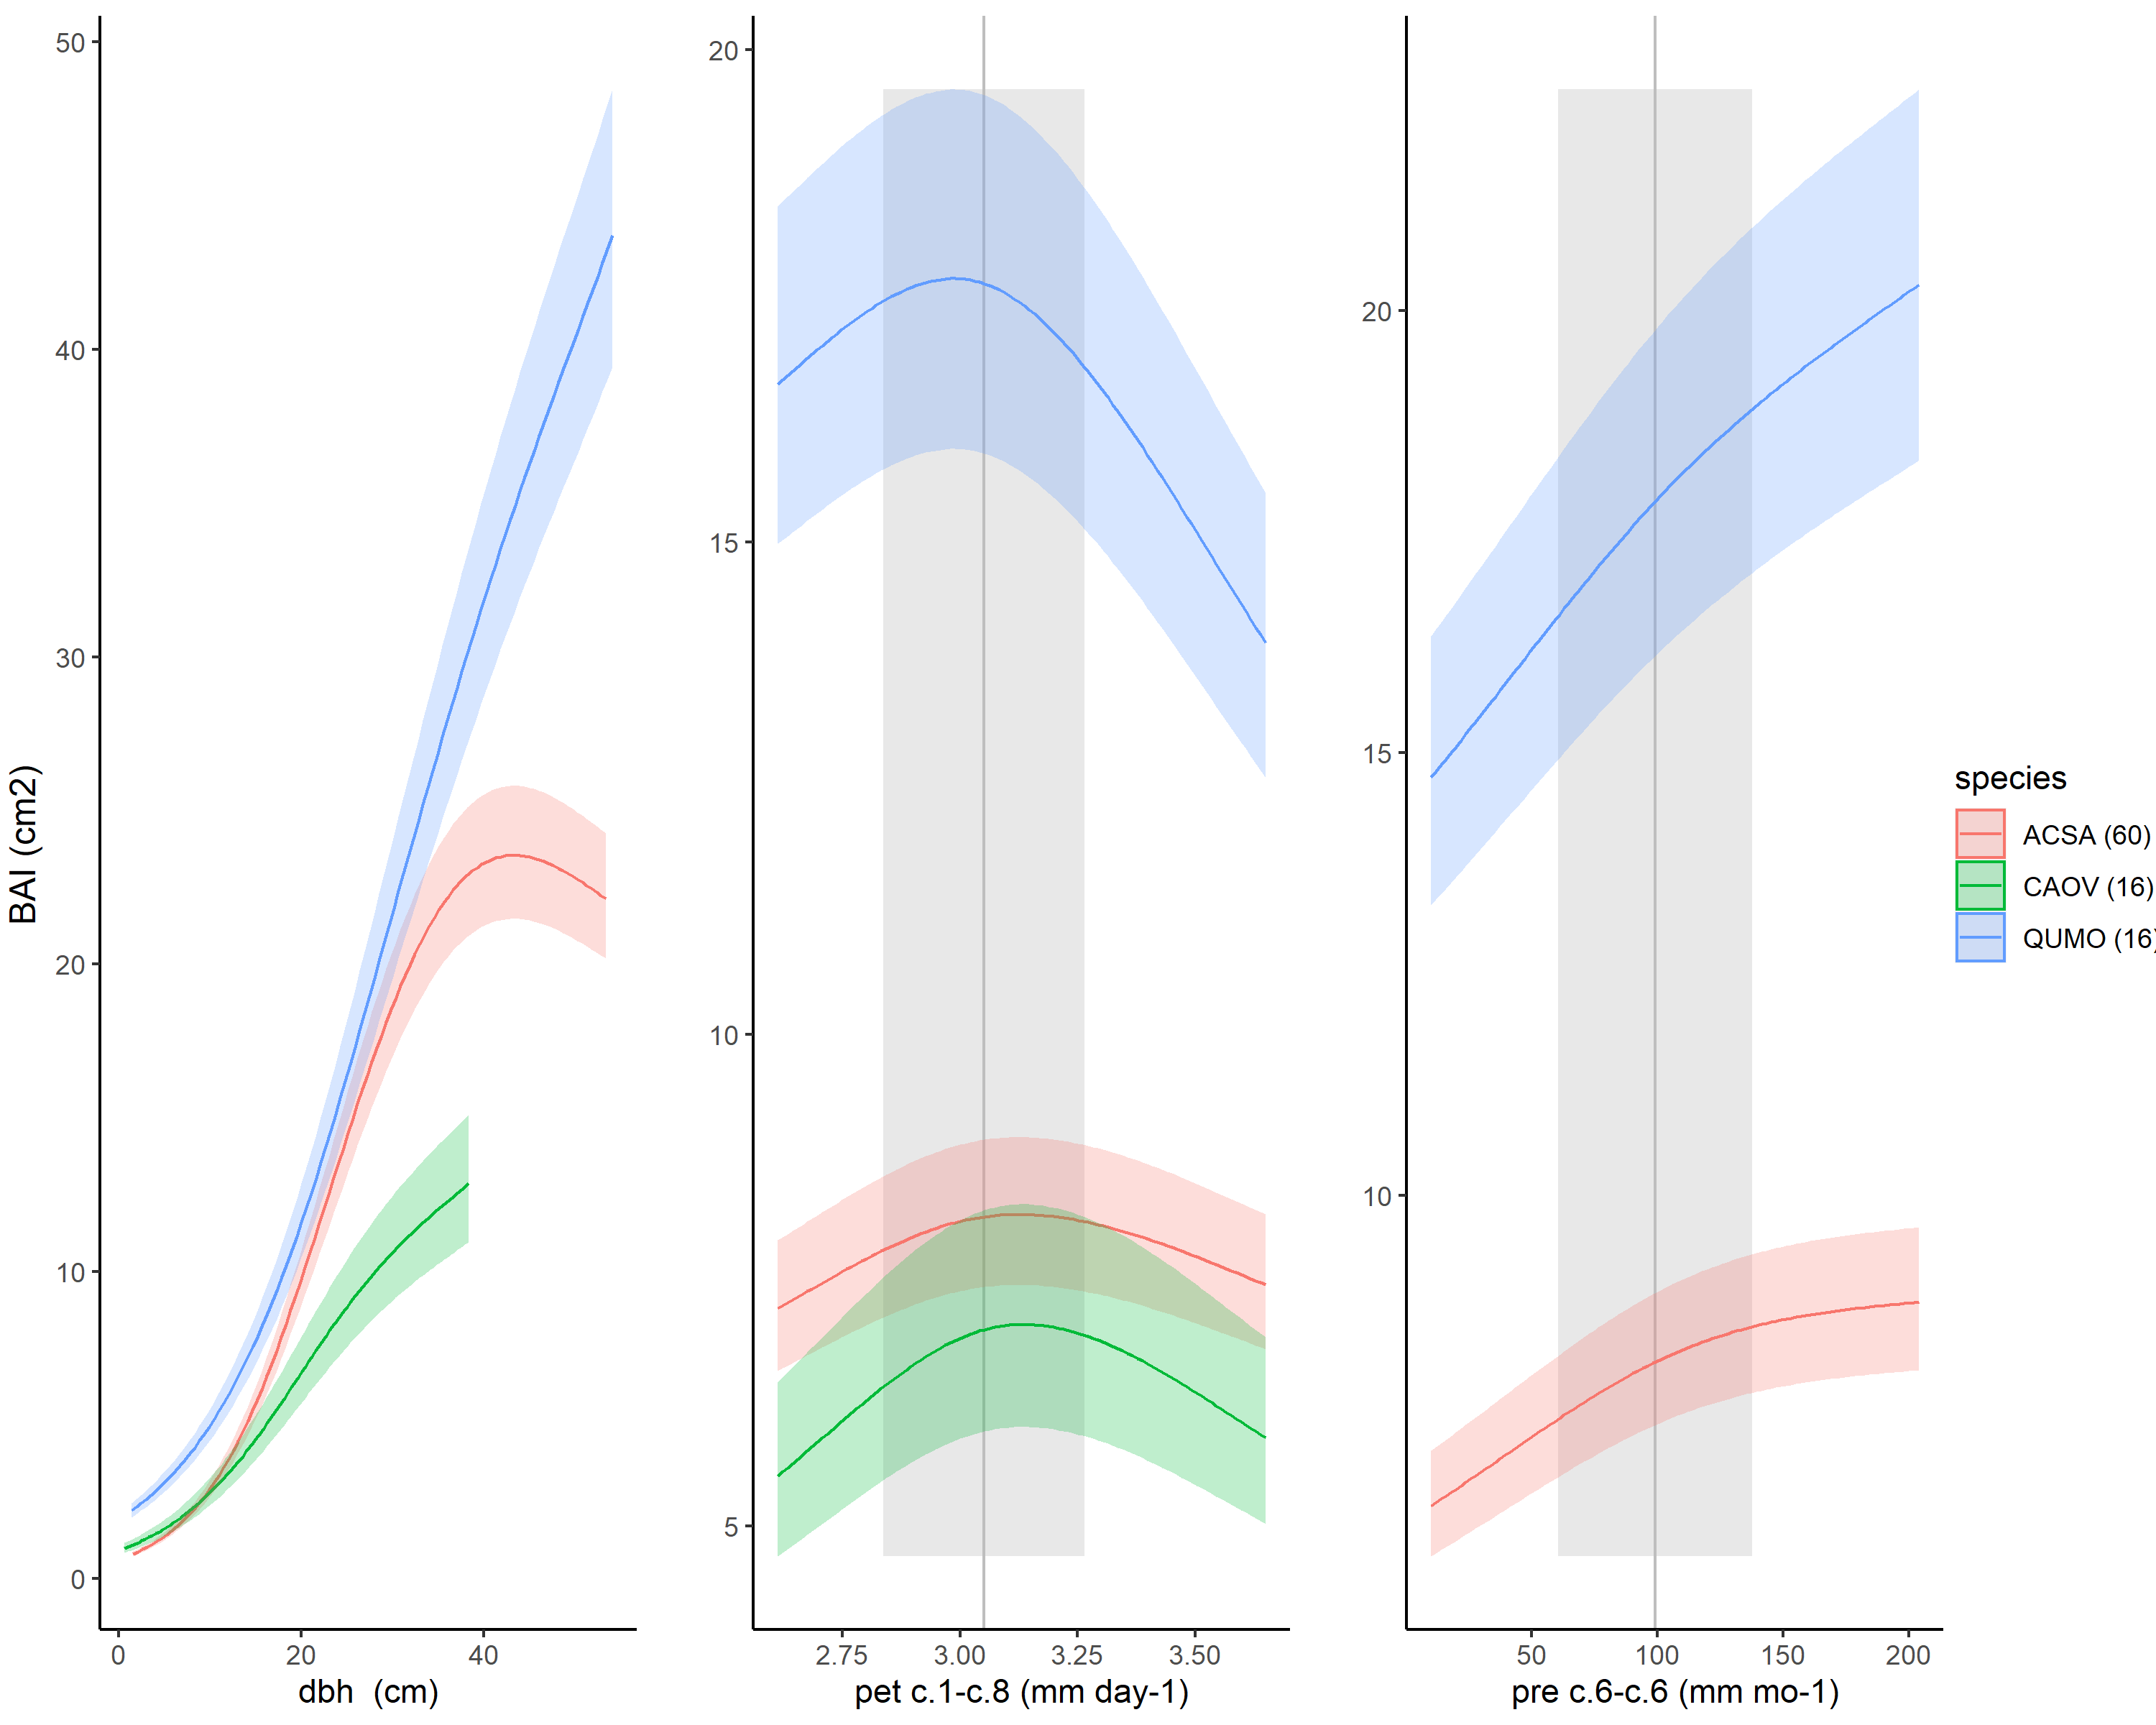 BAI (cm2)
50
40
30
20
10
0
0 20 40
dbh (cm)
20
15
10
5
2.75 3.00 3.25 3.50
pet c.1-c.8 (mm day-1)
20
15
10
50 100 150 200
pre c.6-c.6 (mm mo-1)
species
ACSA (60)
CAOV (16)
QUMO (16)